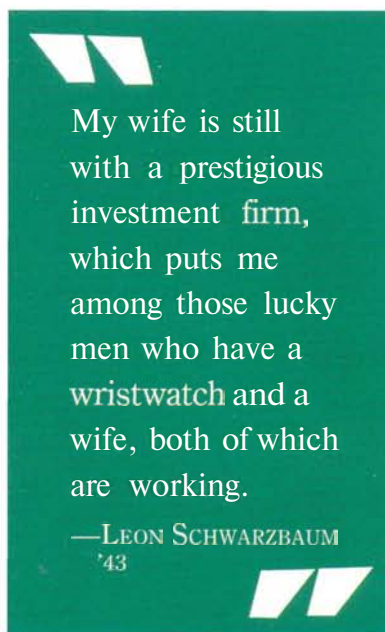 My wife is still
with a prestigious
investment firm,
which puts me
among those lucky
men who have a
wristwatch and a
wife, both of which
are working.
—LEON SCHWARZBAUM
'43